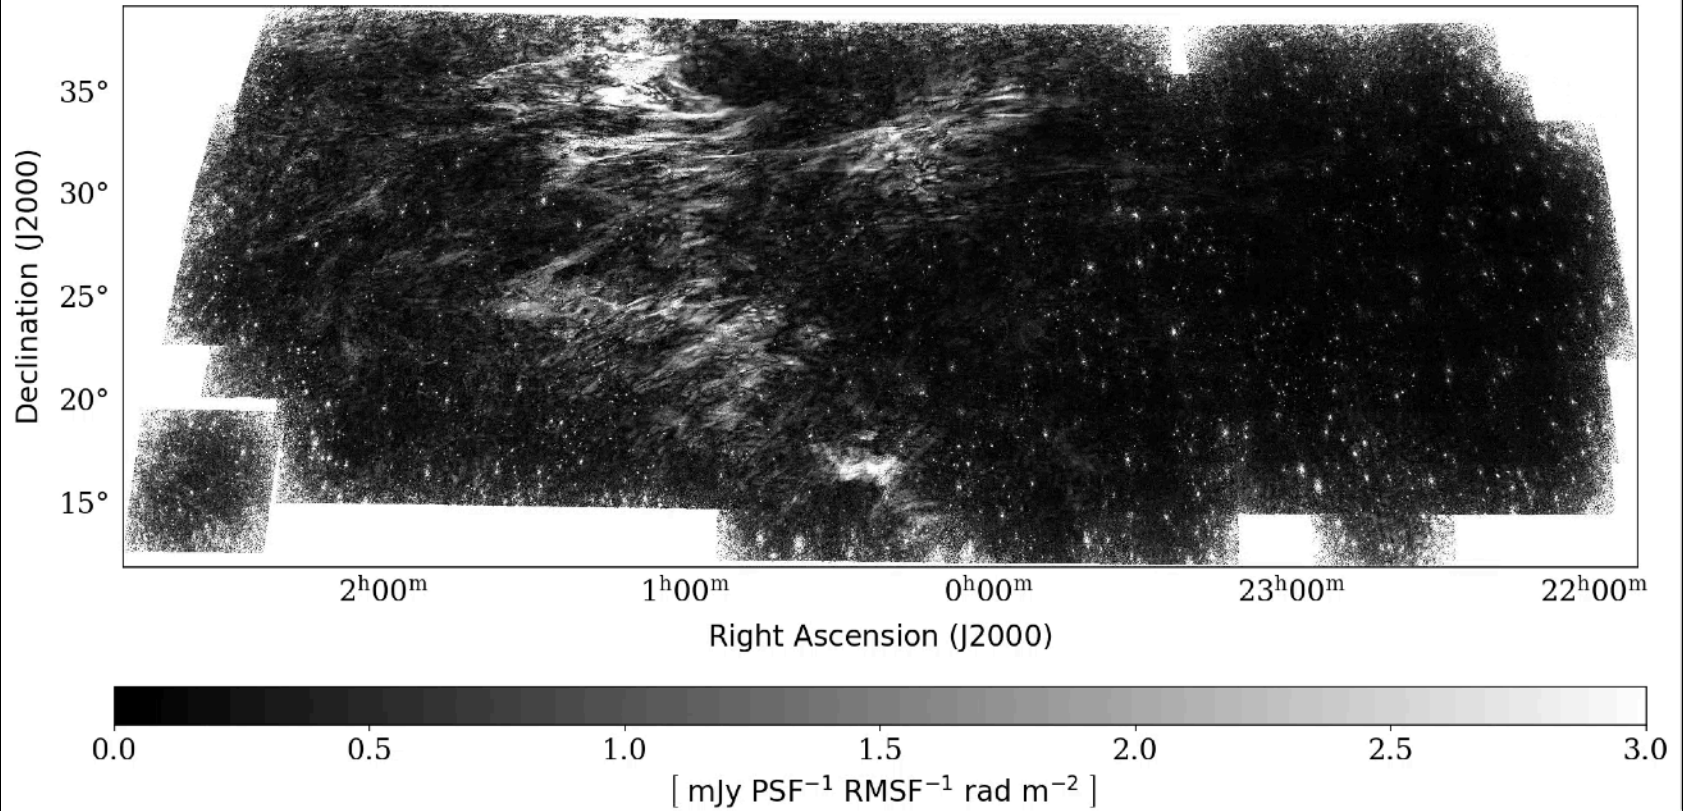 35°
30°
25°
20°
15°
Declination (J2000)
2ʰ00ᵐ 1ʰ00ᵐ 0ʰ00ᵐ 23ʰ00ᵐ 22ʰ00ᵐ
Right Ascension (J2000)
0.0 0.5 1.0 1.5 2.0 2.5 3.0
[ mJy PSF⁻¹ RMSF⁻¹ rad m⁻² ]